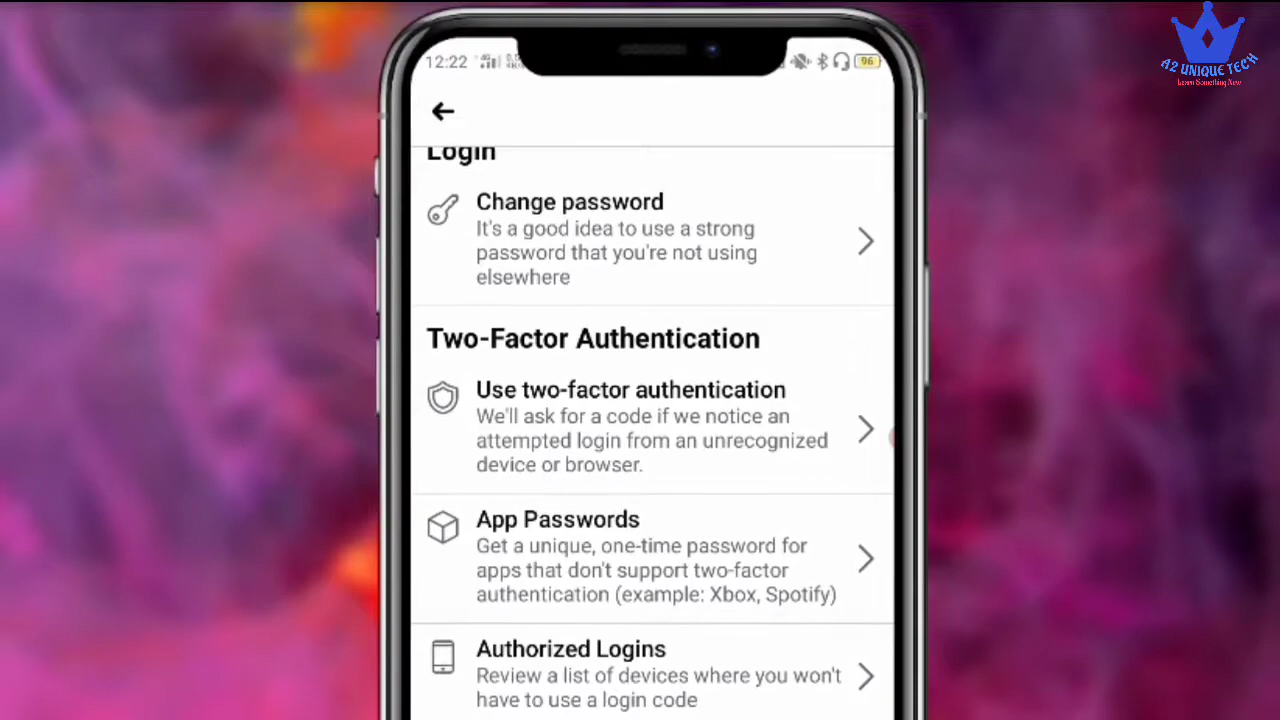 12:22
96
A2 UNIQUE TECH
Learn Something New
Login
Change password
It's a good idea to use a strong
password that you're not using
elsewhere
Two-Factor Authentication
Use two-factor authentication
We'll ask for a code if we notice an
attempted login from an unrecognized
device or browser.
App Passwords
Get a unique, one-time password for
apps that don't support two-factor
authentication (example: Xbox, Spotify)
Authorized Logins
Review a list of devices where you won't
have to use a login code